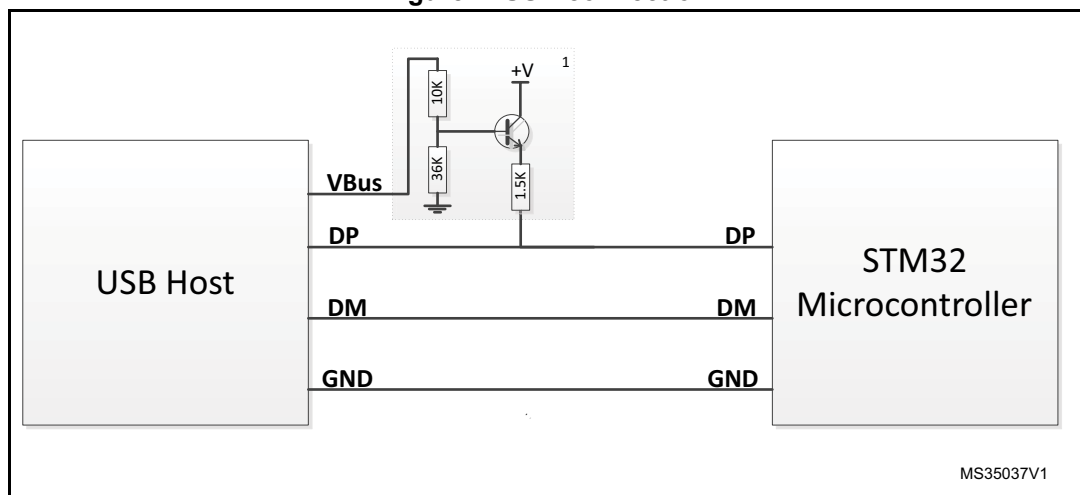 +V
1
10K
36K
1.5K
VBus
DP
DP
USB Host
STM32
Microcontroller
DM
DM
GND
GND
MS35037V1